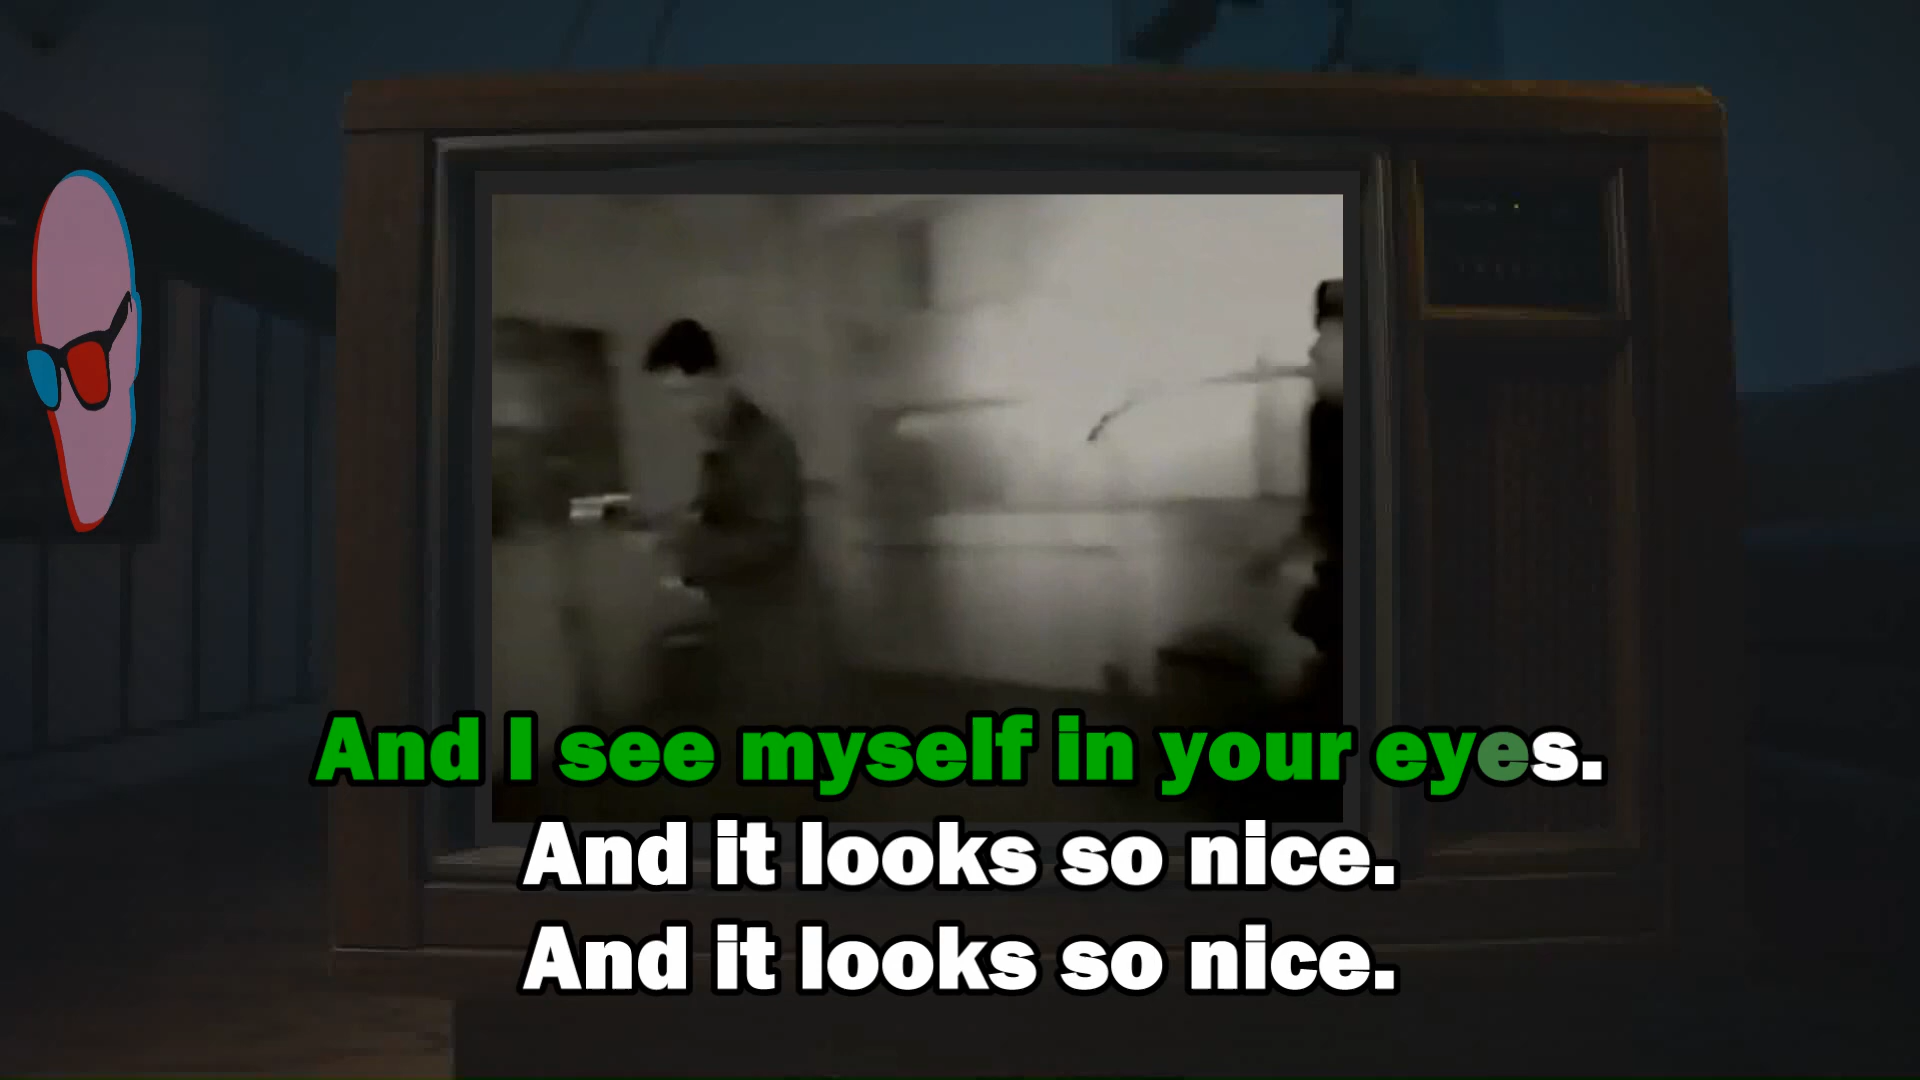 And I see myself in your eyes.
And it looks so nice.
And it looks so nice.